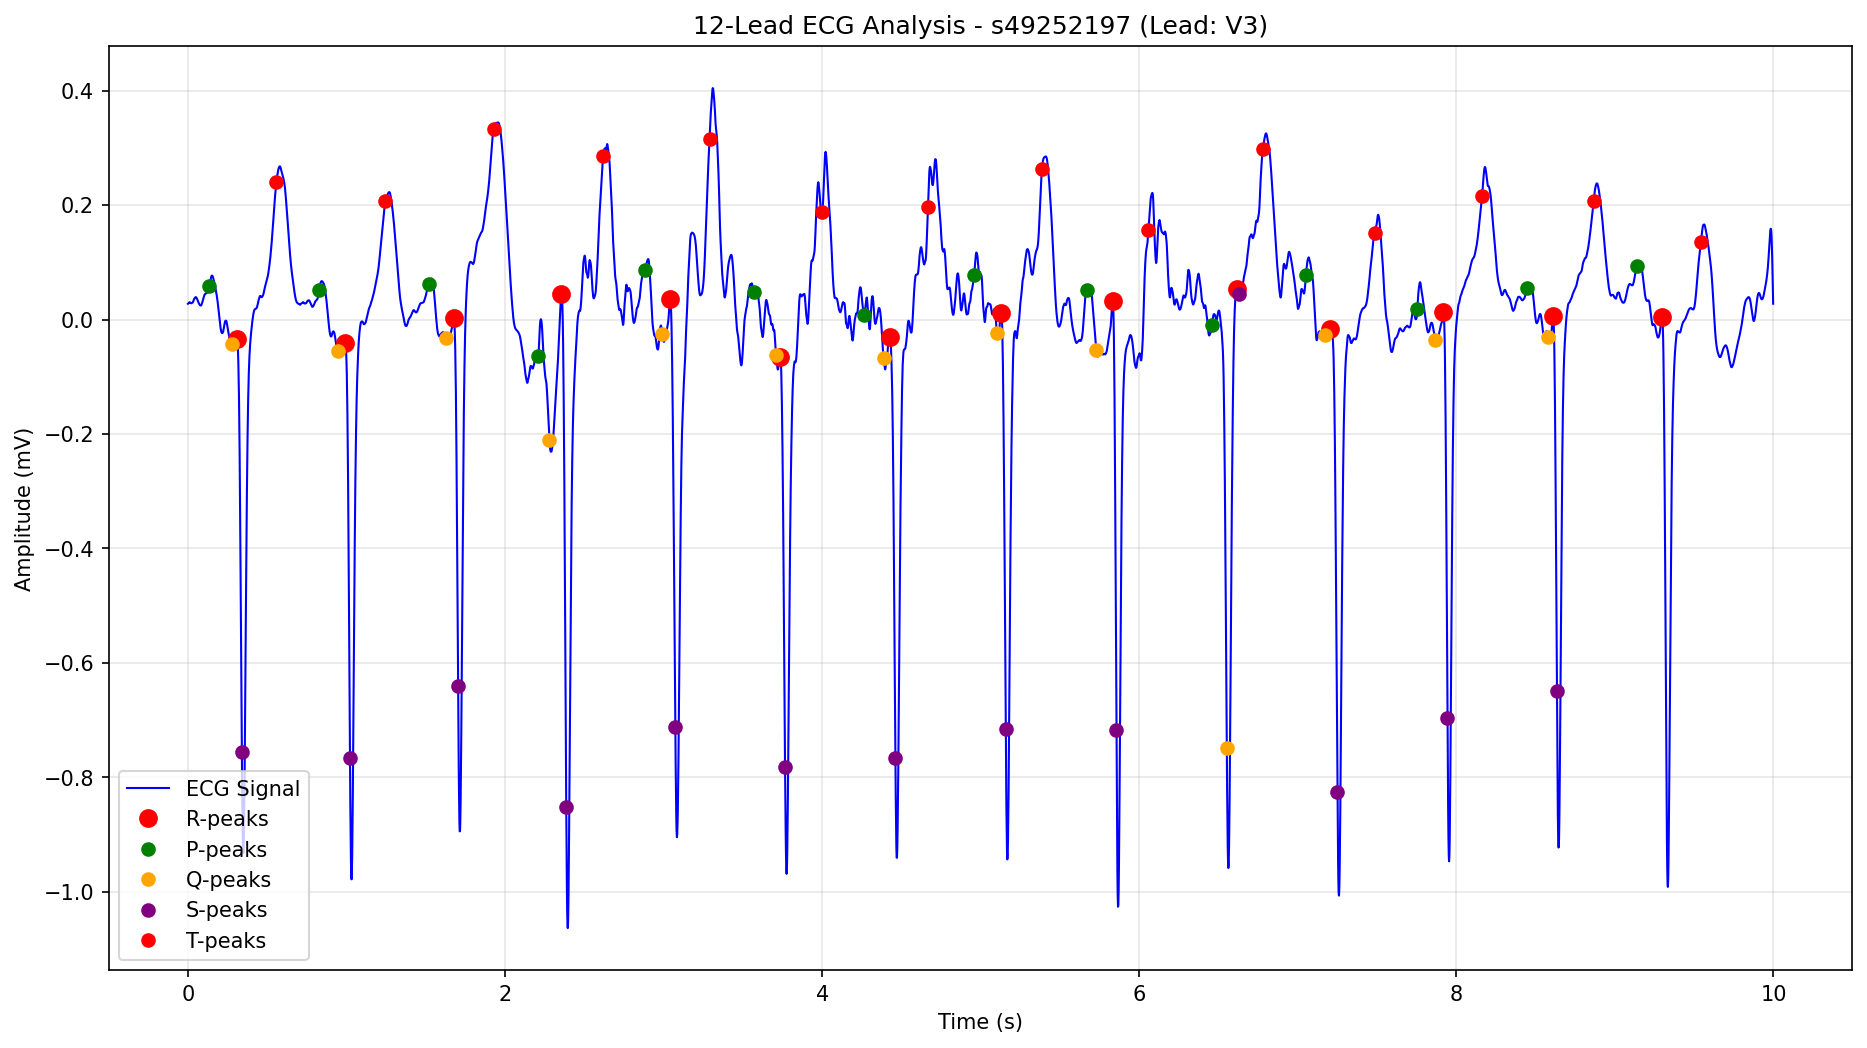 12-Lead ECG Analysis - s49252197 (Lead: V3)
Amplitude (mV)
0.4
0.2
0.0
−0.2
−0.4
−0.6
−0.8
−1.0
ECG Signal
R-peaks
P-peaks
Q-peaks
S-peaks
T-peaks
0 2 4 6 8 10
Time (s)